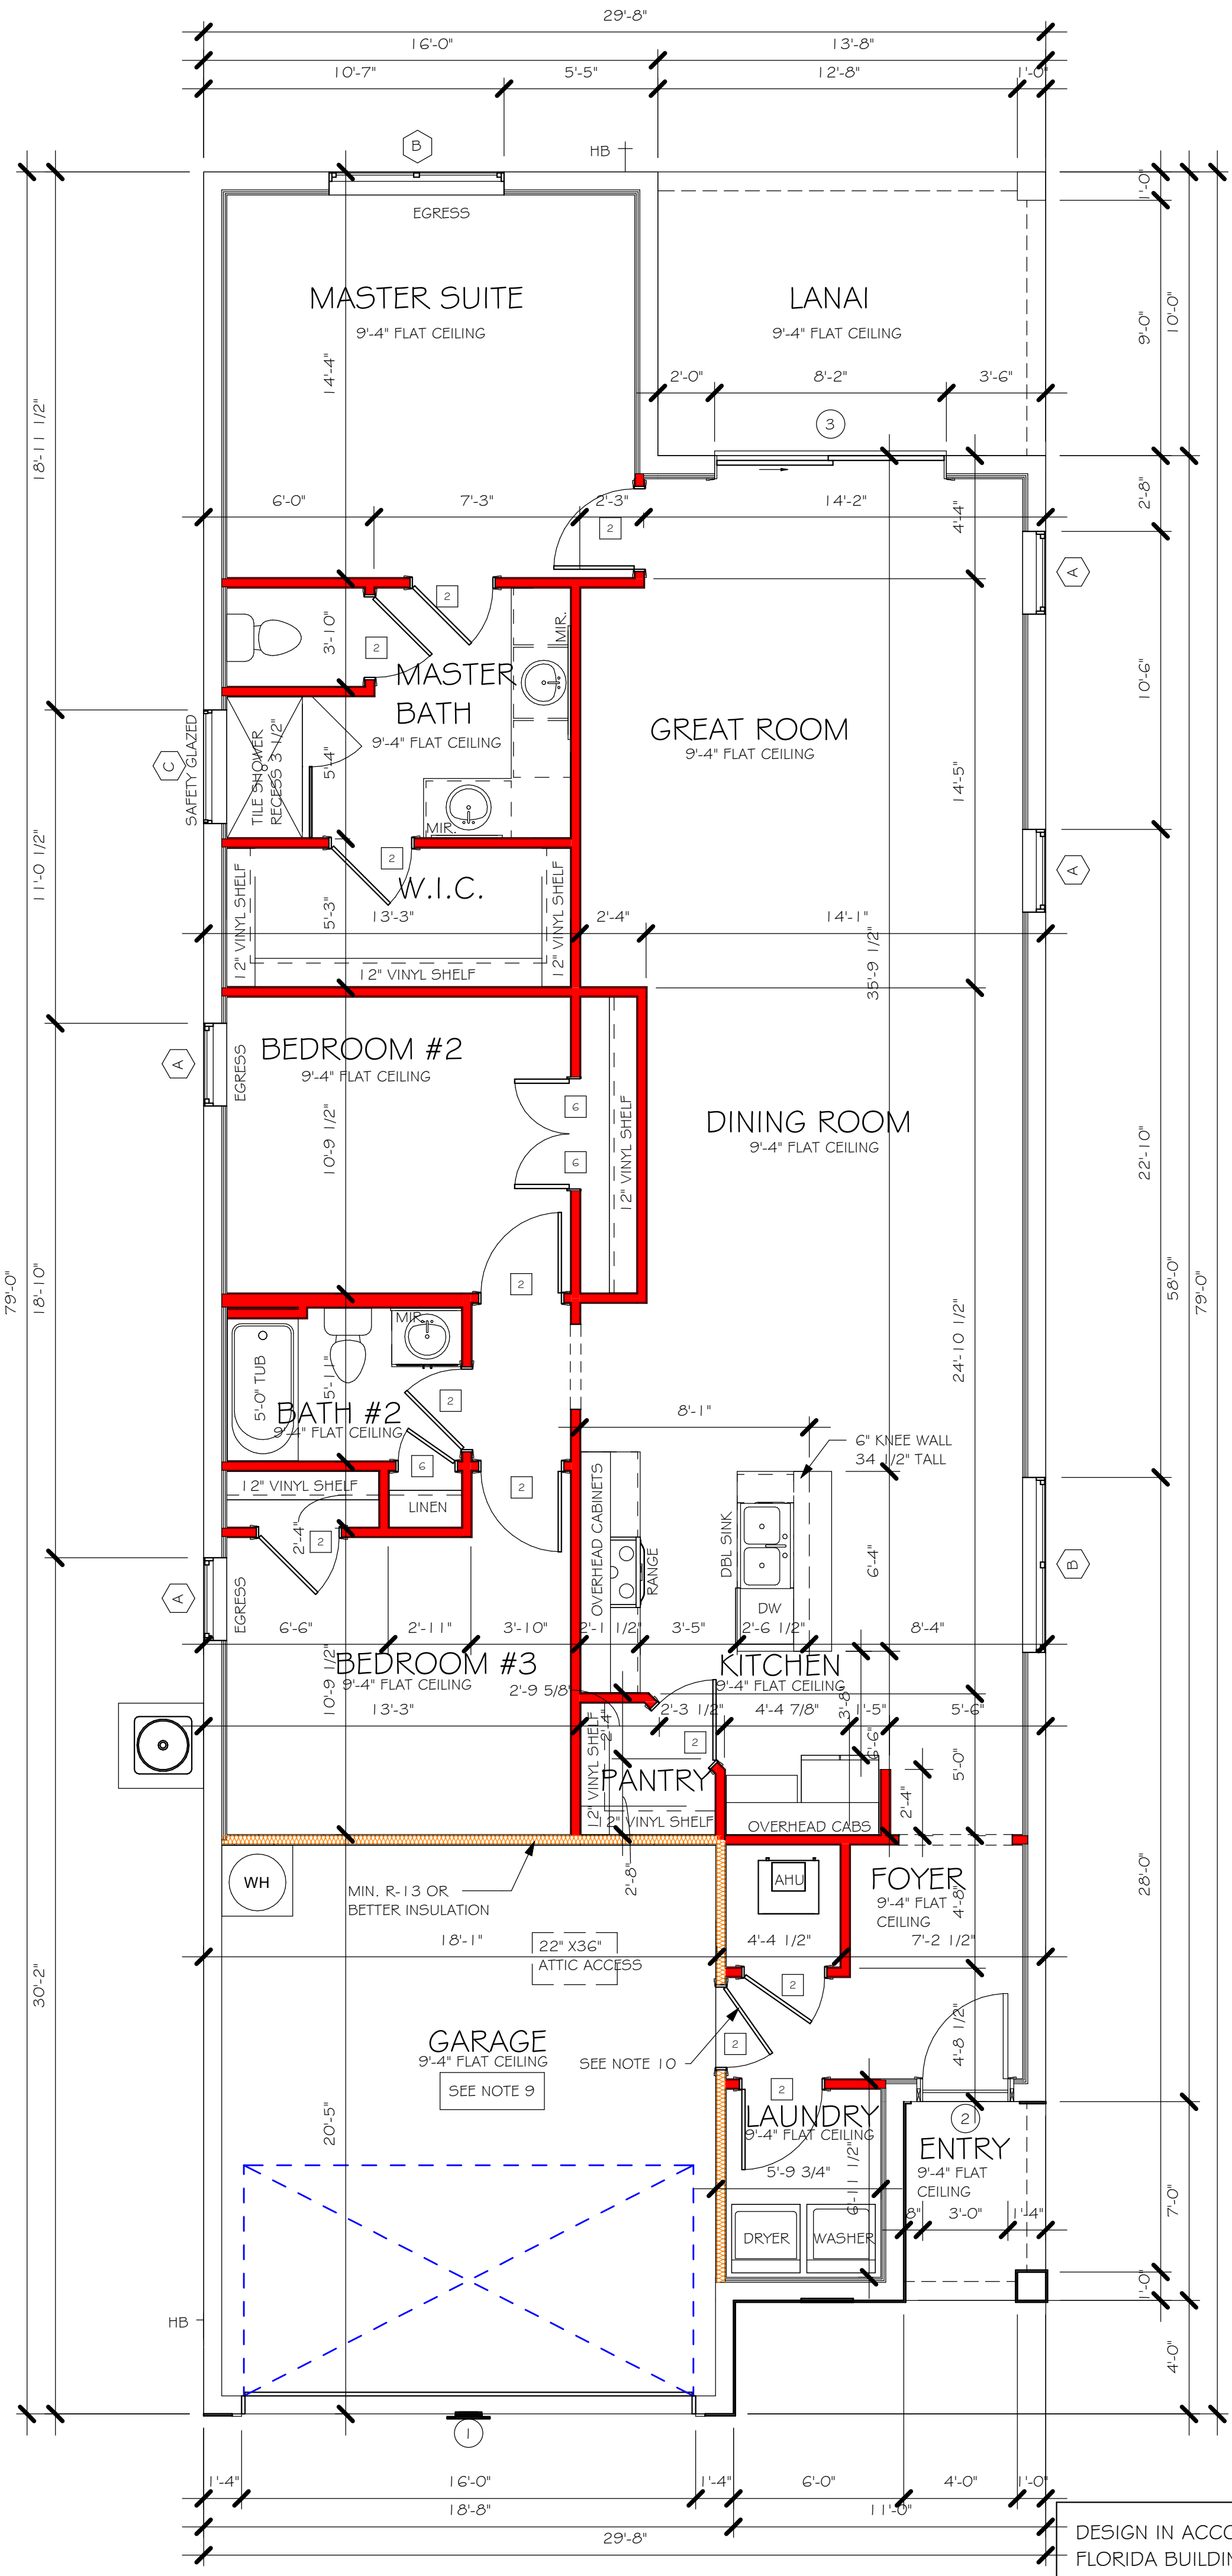 29'-8"
16'-0" 13'-8"
10'-7" 5'-5" 12'-8" 1'-0"
B
HB
EGRESS
1'-0"
MASTER SUITE
9'-4" FLAT CEILING
LANAI
9'-4" FLAT CEILING
9'-0"
10'-0"
14'-4"
2'-0" 8'-2" 3'-6"
3
18'-11 1/2"
6'-0" 7'-3" 2'-3" 14'-2"
2
4'-4"
2'-8"
A
2
3'-10"
2
MIR.
MASTER
BATH
9'-4" FLAT CEILING
GREAT ROOM
9'-4" FLAT CEILING
10'-6"
SAFETY GLAZED
C
TILE SHOWER
RECESS 3 1/2"
5'-4"
14'-5"
MIR.
2
A
11'-0 1/2"
W.I.C.
12" VINYL SHELF
5'-3"
13'-3"
12" VINYL SHELF
12" VINYL SHELF
2'-4" 14'-1"
35'-9 1/2"
BEDROOM #2
9'-4" FLAT CEILING
A
EGRESS
10'-9 1/2"
6
6
12" VINYL SHELF
DINING ROOM
9'-4" FLAT CEILING
22'-10"
58'-0"
79'-0"
79'-0"
18'-10"
2
MIR.
5'-0" TUB
5'-11"
BATH #2
9'-4" FLAT CEILING
2
24'-10 1/2"
8'-1"
6" KNEE WALL
34 1/2" TALL
6
12" VINYL SHELF
LINEN
2
2'-4"
2
OVERHEAD CABINETS
RANGE
DBL SINK
DW
6'-4"
B
A
EGRESS
6'-6" 2'-11" 3'-10" 2'-1 1/2" 3'-5" 2'-6 1/2" 8'-4"
10'-9 1/2"
BEDROOM #3
9'-4" FLAT CEILING
KITCHEN
9'-4" FLAT CEILING
2'-9 5/8"
13'-3" 2'-3 1/2" 4'-4 7/8" 1'-5" 5'-6"
2'-4"
3'-8"
6'-6"
2
12" VINYL SHELF
PANTRY
12" VINYL SHELF
OVERHEAD CABS
2'-4"
5'-0"
2'-8"
WH
MIN. R-13 OR
BETTER INSULATION
AHU
FOYER
9'-4" FLAT
CEILING
4'-8"
28'-0"
18'-1"
22" X36"
ATTIC ACCESS
4'-4 1/2" 7'-2 1/2"
30'-2"
2
4'-8 1/2"
GARAGE
9'-4" FLAT CEILING
SEE NOTE 9
SEE NOTE 10
2
2
20'-5"
LAUNDRY
9'-4" FLAT CEILING
5'-9 3/4"
6'-11 1/2"
2
ENTRY
9'-4" FLAT
CEILING
8" 3'-0" 1'-4"
7'-0"
DRYER
WASHER
1'-0"
HB
4'-0"
1
1'-4" 16'-0" 1'-4" 6'-0" 4'-0" 1'-0"
18'-8" 11'-0"
29'-8"
DESIGN IN ACCO
FLORIDA BUILDIN